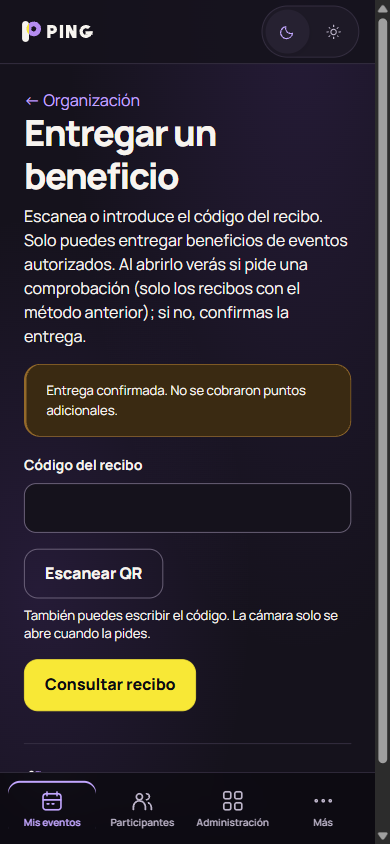 PING
← Organización
Entregar un
beneficio
Escanea o introduce el código del recibo.
Solo puedes entregar beneficios de eventos
autorizados. Al abrirlo verás si pide una
comprobación (solo los recibos con el
método anterior); si no, confirmas la
entrega.
Entrega confirmada. No se cobraron puntos
adicionales.
Código del recibo
Escanear QR
También puedes escribir el código. La cámara solo se
abre cuando la pides.
Consultar recibo
Mis eventos Participantes Administración Más